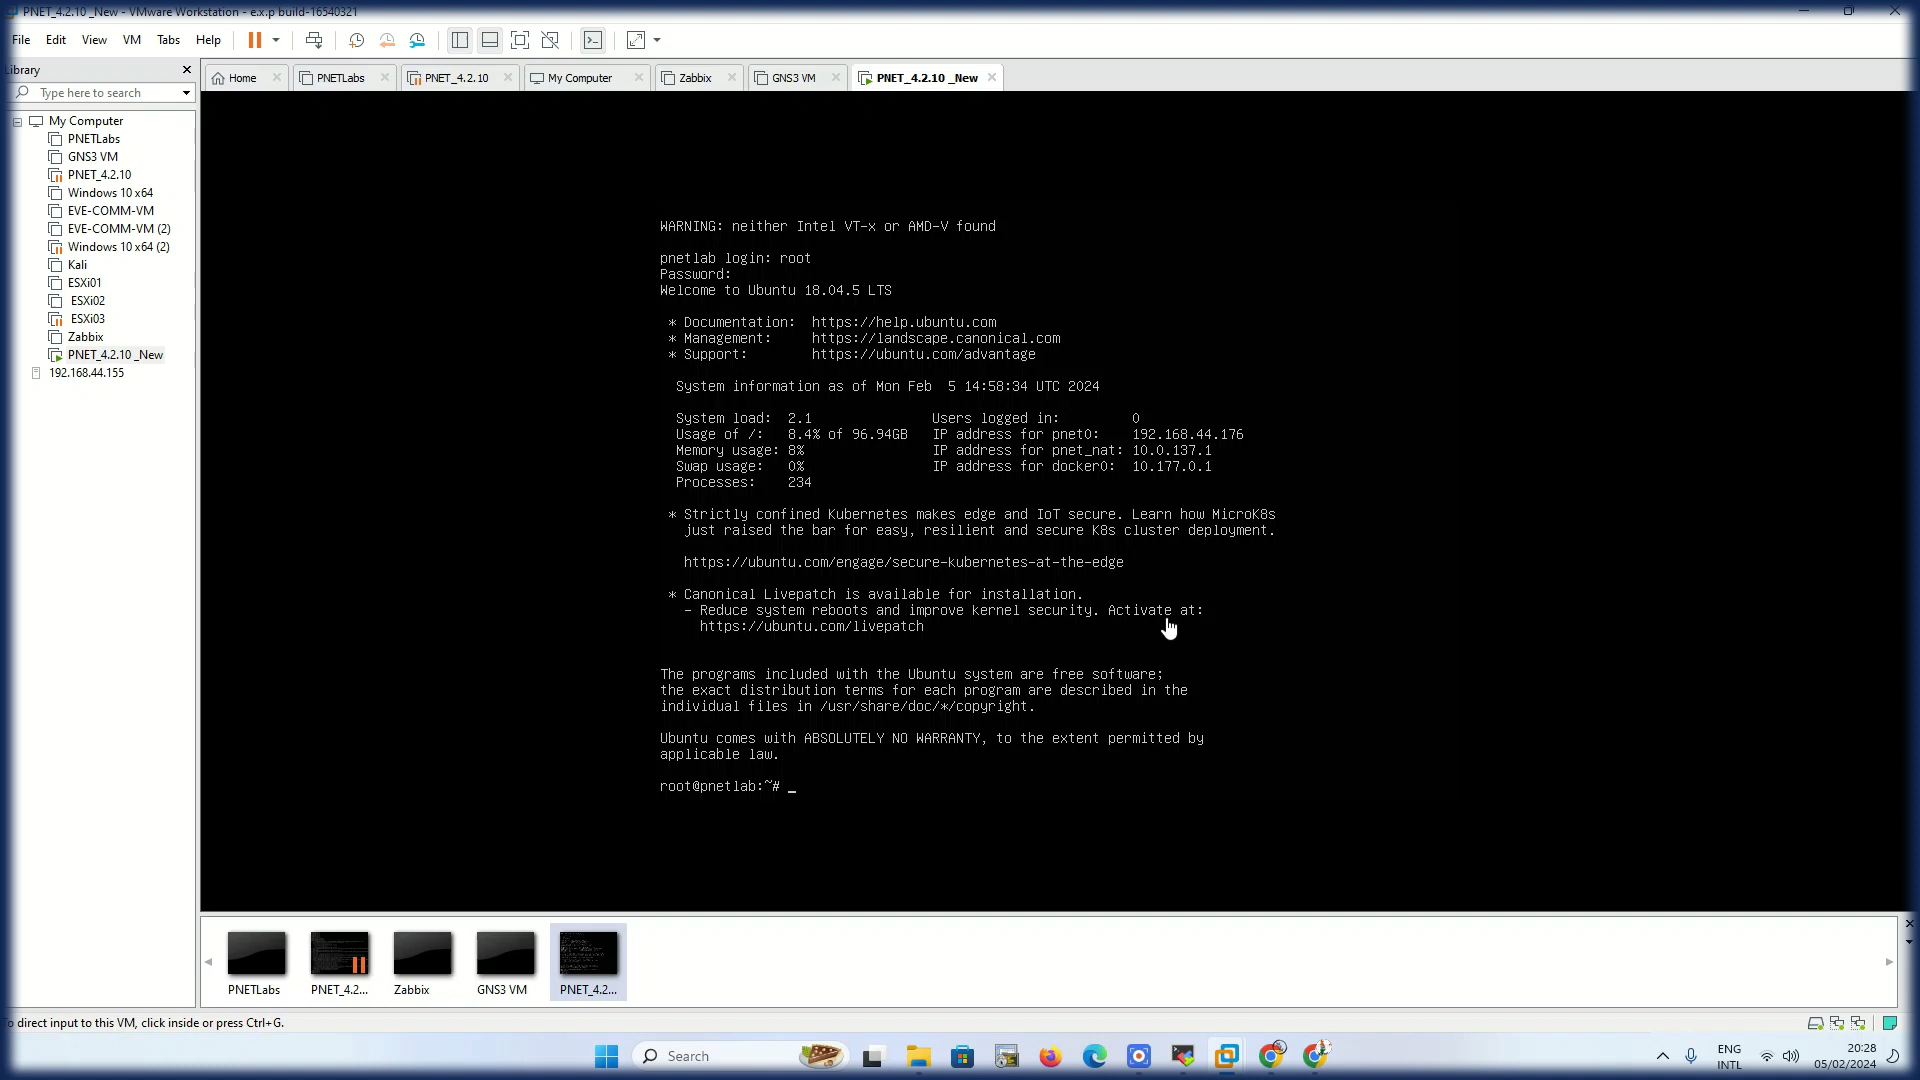 PNET_4.2.10 _New - VMware Workstation - e.x.p build-16540321
File Edit View VM Tabs Help
Library
Type here to search
My Computer
PNETLabs
GNS3 VM
PNET_4.2.10
Windows 10 x64
EVE-COMM-VM
EVE-COMM-VM (2)
Windows 10 x64 (2)
Kali
ESXi01
ESXi02
ESXi03
Zabbix
PNET_4.2.10 _New
192.168.44.155
Home PNETLabs PNET_4.2.10 My Computer Zabbix GNS3 VM PNET_4.2.10 _New
WARNING: neither Intel VT-x or AMD-V found
pnetlab login: root
Password:
Welcome to Ubuntu 18.04.5 LTS
* Documentation: https://help.ubuntu.com
* Management: https://landscape.canonical.com
* Support: https://ubuntu.com/advantage
System information as of Mon Feb 5 14:58:34 UTC 2024
System load: 2.1 Users logged in: 0
Usage of /: 8.4% of 96.94GB IP address for pnet0: 192.168.44.176
Memory usage: 8% IP address for pnet_nat: 10.0.137.1
Swap usage: 0% IP address for docker0: 10.177.0.1
Processes: 234
* Strictly confined Kubernetes makes edge and IoT secure. Learn how MicroK8s
just raised the bar for easy, resilient and secure K8s cluster deployment.
https://ubuntu.com/engage/secure-kubernetes-at-the-edge
* Canonical Livepatch is available for installation.
- Reduce system reboots and improve kernel security. Activate at:
https://ubuntu.com/livepatch
The programs included with the Ubuntu system are free software;
the exact distribution terms for each program are described in the
individual files in /usr/share/doc/*/copyright.
Ubuntu comes with ABSOLUTELY NO WARRANTY, to the extent permitted by
applicable law.
root@pnetlab:~# _
PNETLabs PNET_4.2... Zabbix GNS3 VM PNET_4.2...
To direct input to this VM, click inside or press Ctrl+G.
Search
ENG
INTL
20:28
05/02/2024